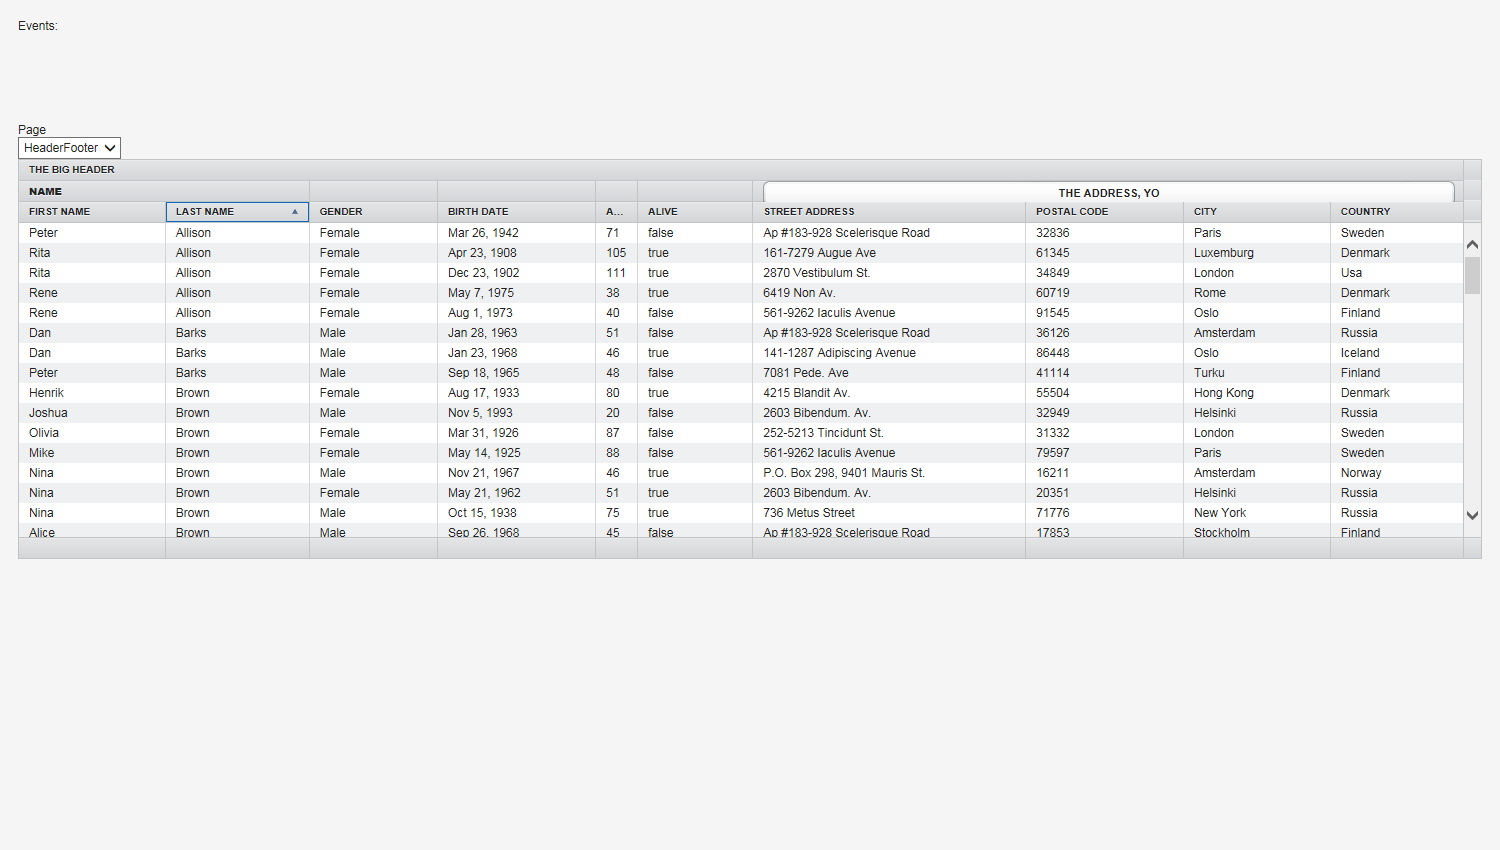 Events:
Page
HeaderFooter
THE BIG HEADER
NAME THE ADDRESS, YO
FIRST NAME LAST NAME GENDER BIRTH DATE A... ALIVE STREET ADDRESS POSTAL CODE CITY COUNTRY
Peter Allison Female Mar 26, 1942 71 false Ap #183-928 Scelerisque Road 32836 Paris Sweden
Rita Allison Female Apr 23, 1908 105 true 161-7279 Augue Ave 61345 Luxemburg Denmark
Rita Allison Female Dec 23, 1902 111 true 2870 Vestibulum St. 34849 London Usa
Rene Allison Female May 7, 1975 38 true 6419 Non Av. 60719 Rome Denmark
Rene Allison Female Aug 1, 1973 40 false 561-9262 Iaculis Avenue 91545 Oslo Finland
Dan Barks Male Jan 28, 1963 51 false Ap #183-928 Scelerisque Road 36126 Amsterdam Russia
Dan Barks Male Jan 23, 1968 46 true 141-1287 Adipiscing Avenue 86448 Oslo Iceland
Peter Barks Male Sep 18, 1965 48 false 7081 Pede. Ave 41114 Turku Finland
Henrik Brown Female Aug 17, 1933 80 true 4215 Blandit Av. 55504 Hong Kong Denmark
Joshua Brown Male Nov 5, 1993 20 false 2603 Bibendum. Av. 32949 Helsinki Russia
Olivia Brown Female Mar 31, 1926 87 false 252-5213 Tincidunt St. 31332 London Sweden
Mike Brown Female May 14, 1925 88 false 561-9262 Iaculis Avenue 79597 Paris Sweden
Nina Brown Male Nov 21, 1967 46 true P.O. Box 298, 9401 Mauris St. 16211 Amsterdam Norway
Nina Brown Female May 21, 1962 51 true 2603 Bibendum. Av. 20351 Helsinki Russia
Nina Brown Male Oct 15, 1938 75 true 736 Metus Street 71776 New York Russia
Alice Brown Male Sep 26, 1968 45 false Ap #183-928 Scelerisque Road 17853 Stockholm Finland